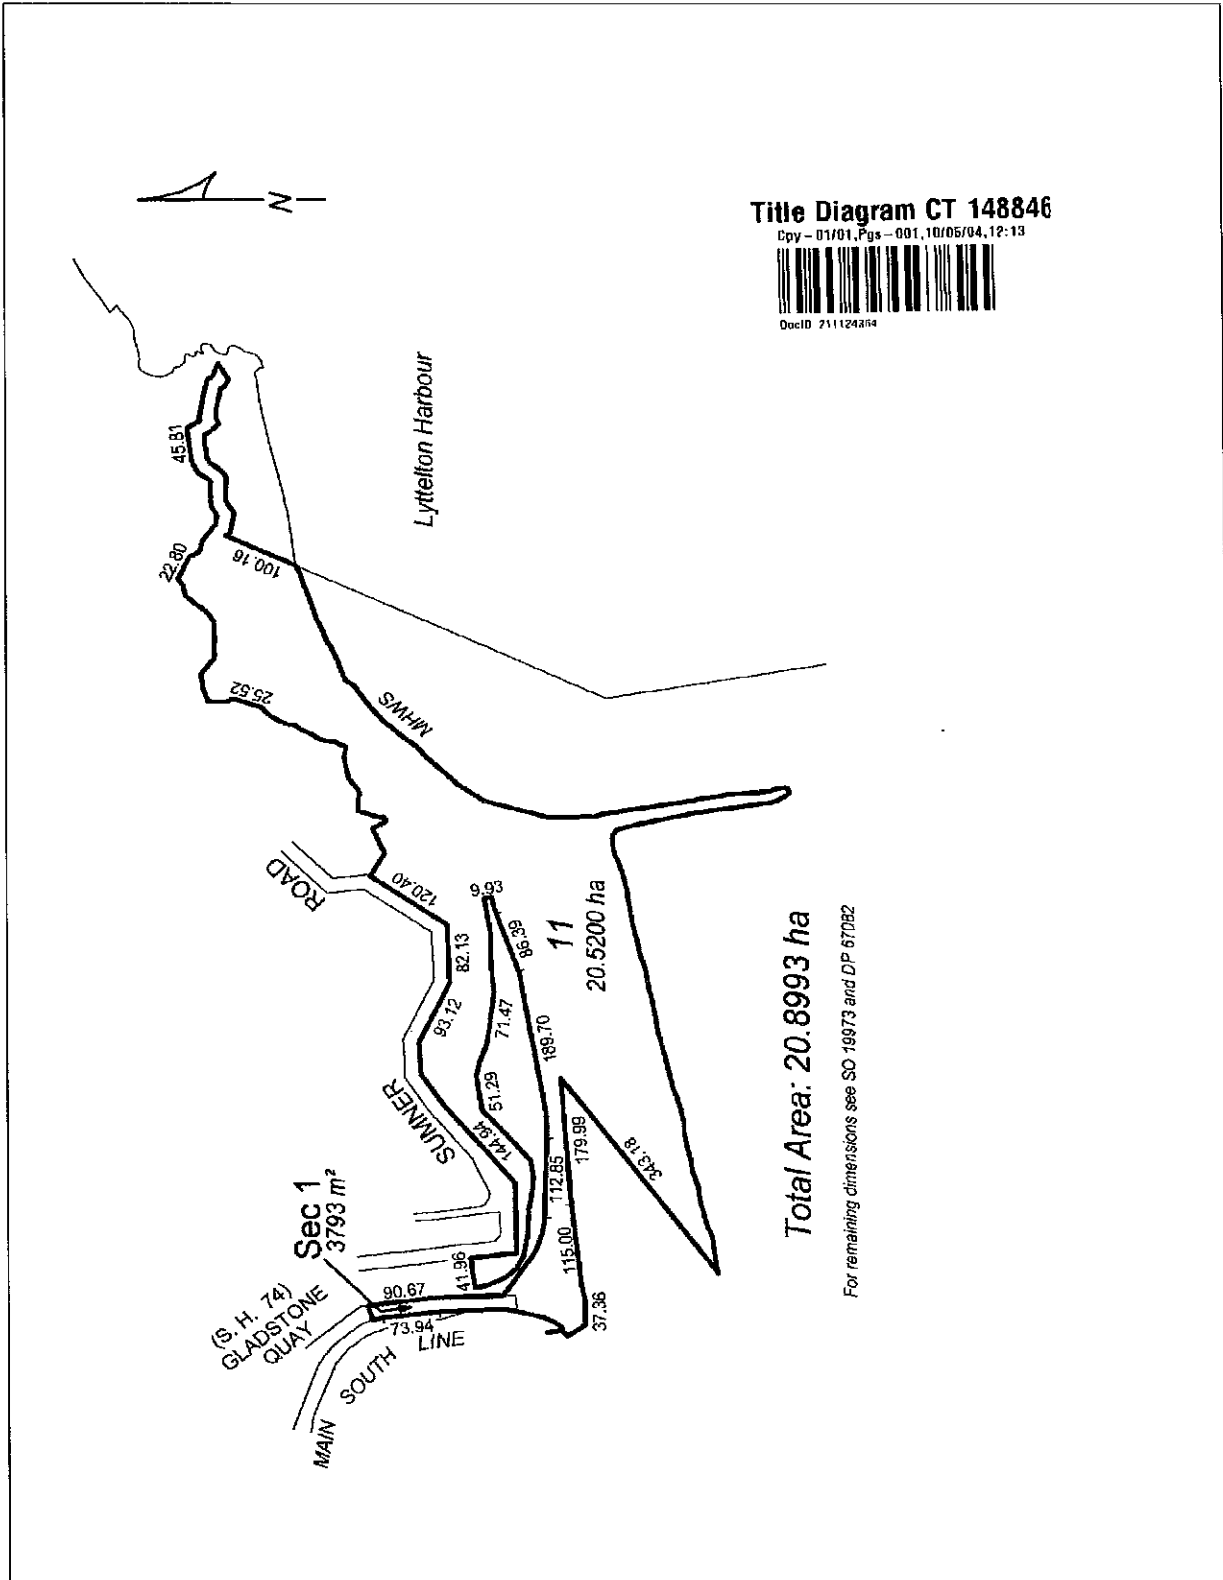 Title Diagram CT 148846
Cpy - 01/01, Pgs - 001, 10/05/04, 12:13
N
45.81
22.80
100.16
25.52
Lyttelton Harbour
MHWS
ROAD
120.40
82.13
93.12
9.93
86.39
71.47
51.29
189.70
11
20.5200 ha
SUMNER
144.94
112.85
179.99
343.18
115.00
37.36
Sec 1
3793 m²
41.96
90.67
73.94
(S. H. 74)
GLADSTONE
QUAY
MAIN SOUTH LINE
Total Area: 20.8993 ha
For remaining dimensions see SO 19973 and DP 67082